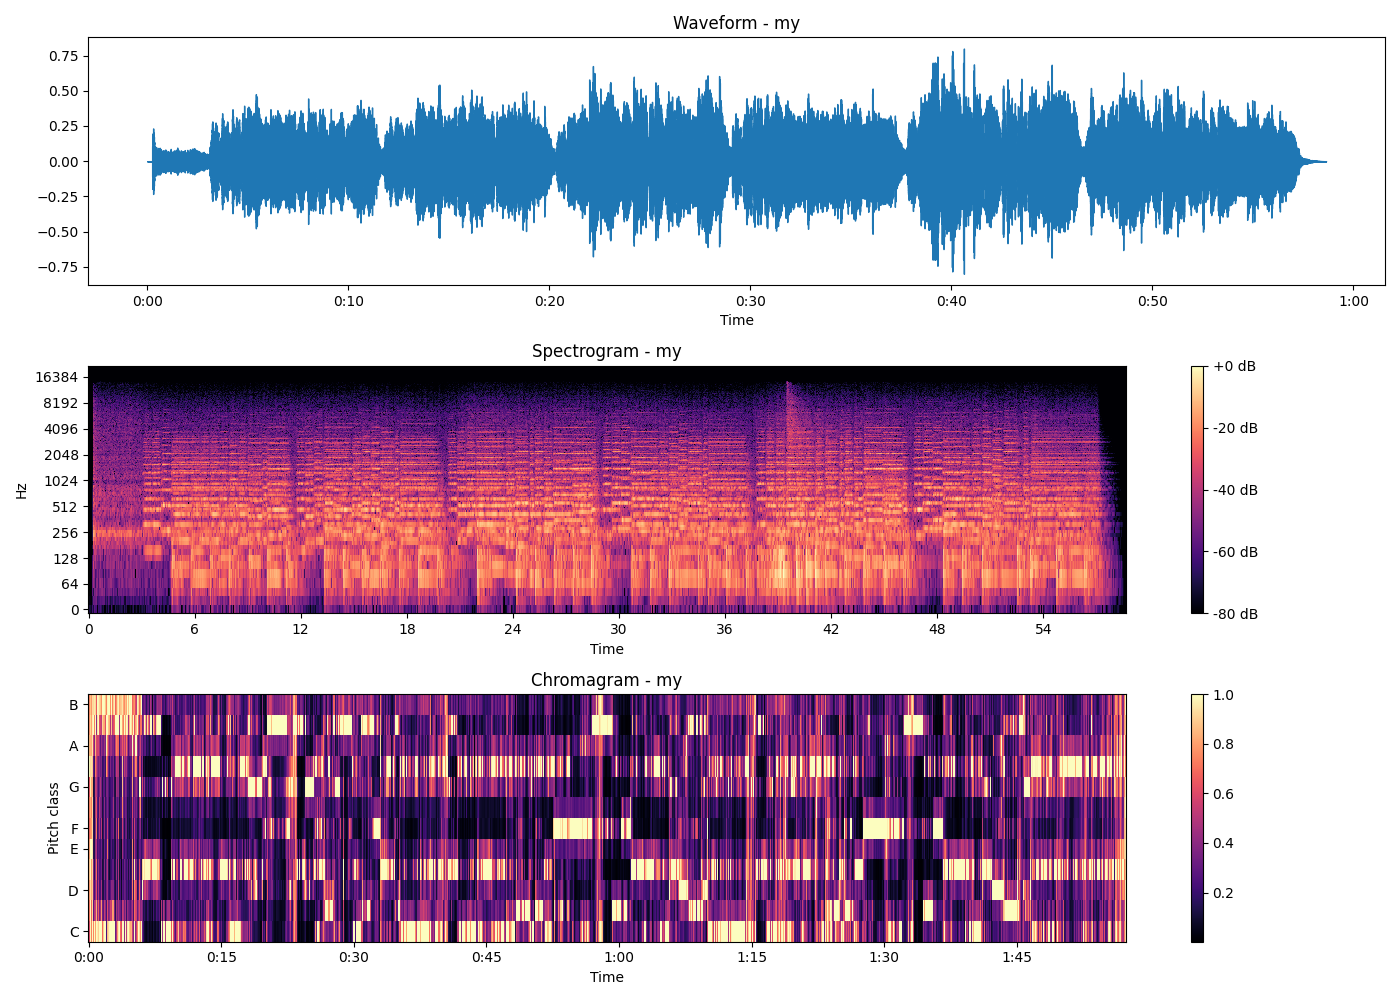 Waveform - my
0.75
0.50
0.25
0.00
−0.25
−0.50
−0.75
0:00 0:10 0:20 0:30 0:40 0:50 1:00
Time
Spectrogram - my
Hz
16384
8192
4096
2048
1024
512
256
128
64
0
0 6 12 18 24 30 36 42 48 54
Time
+0 dB
-20 dB
-40 dB
-60 dB
-80 dB
Chromagram - my
Pitch class
B
A
G
F
E
D
C
0:00 0:15 0:30 0:45 1:00 1:15 1:30 1:45
Time
1.0
0.8
0.6
0.4
0.2